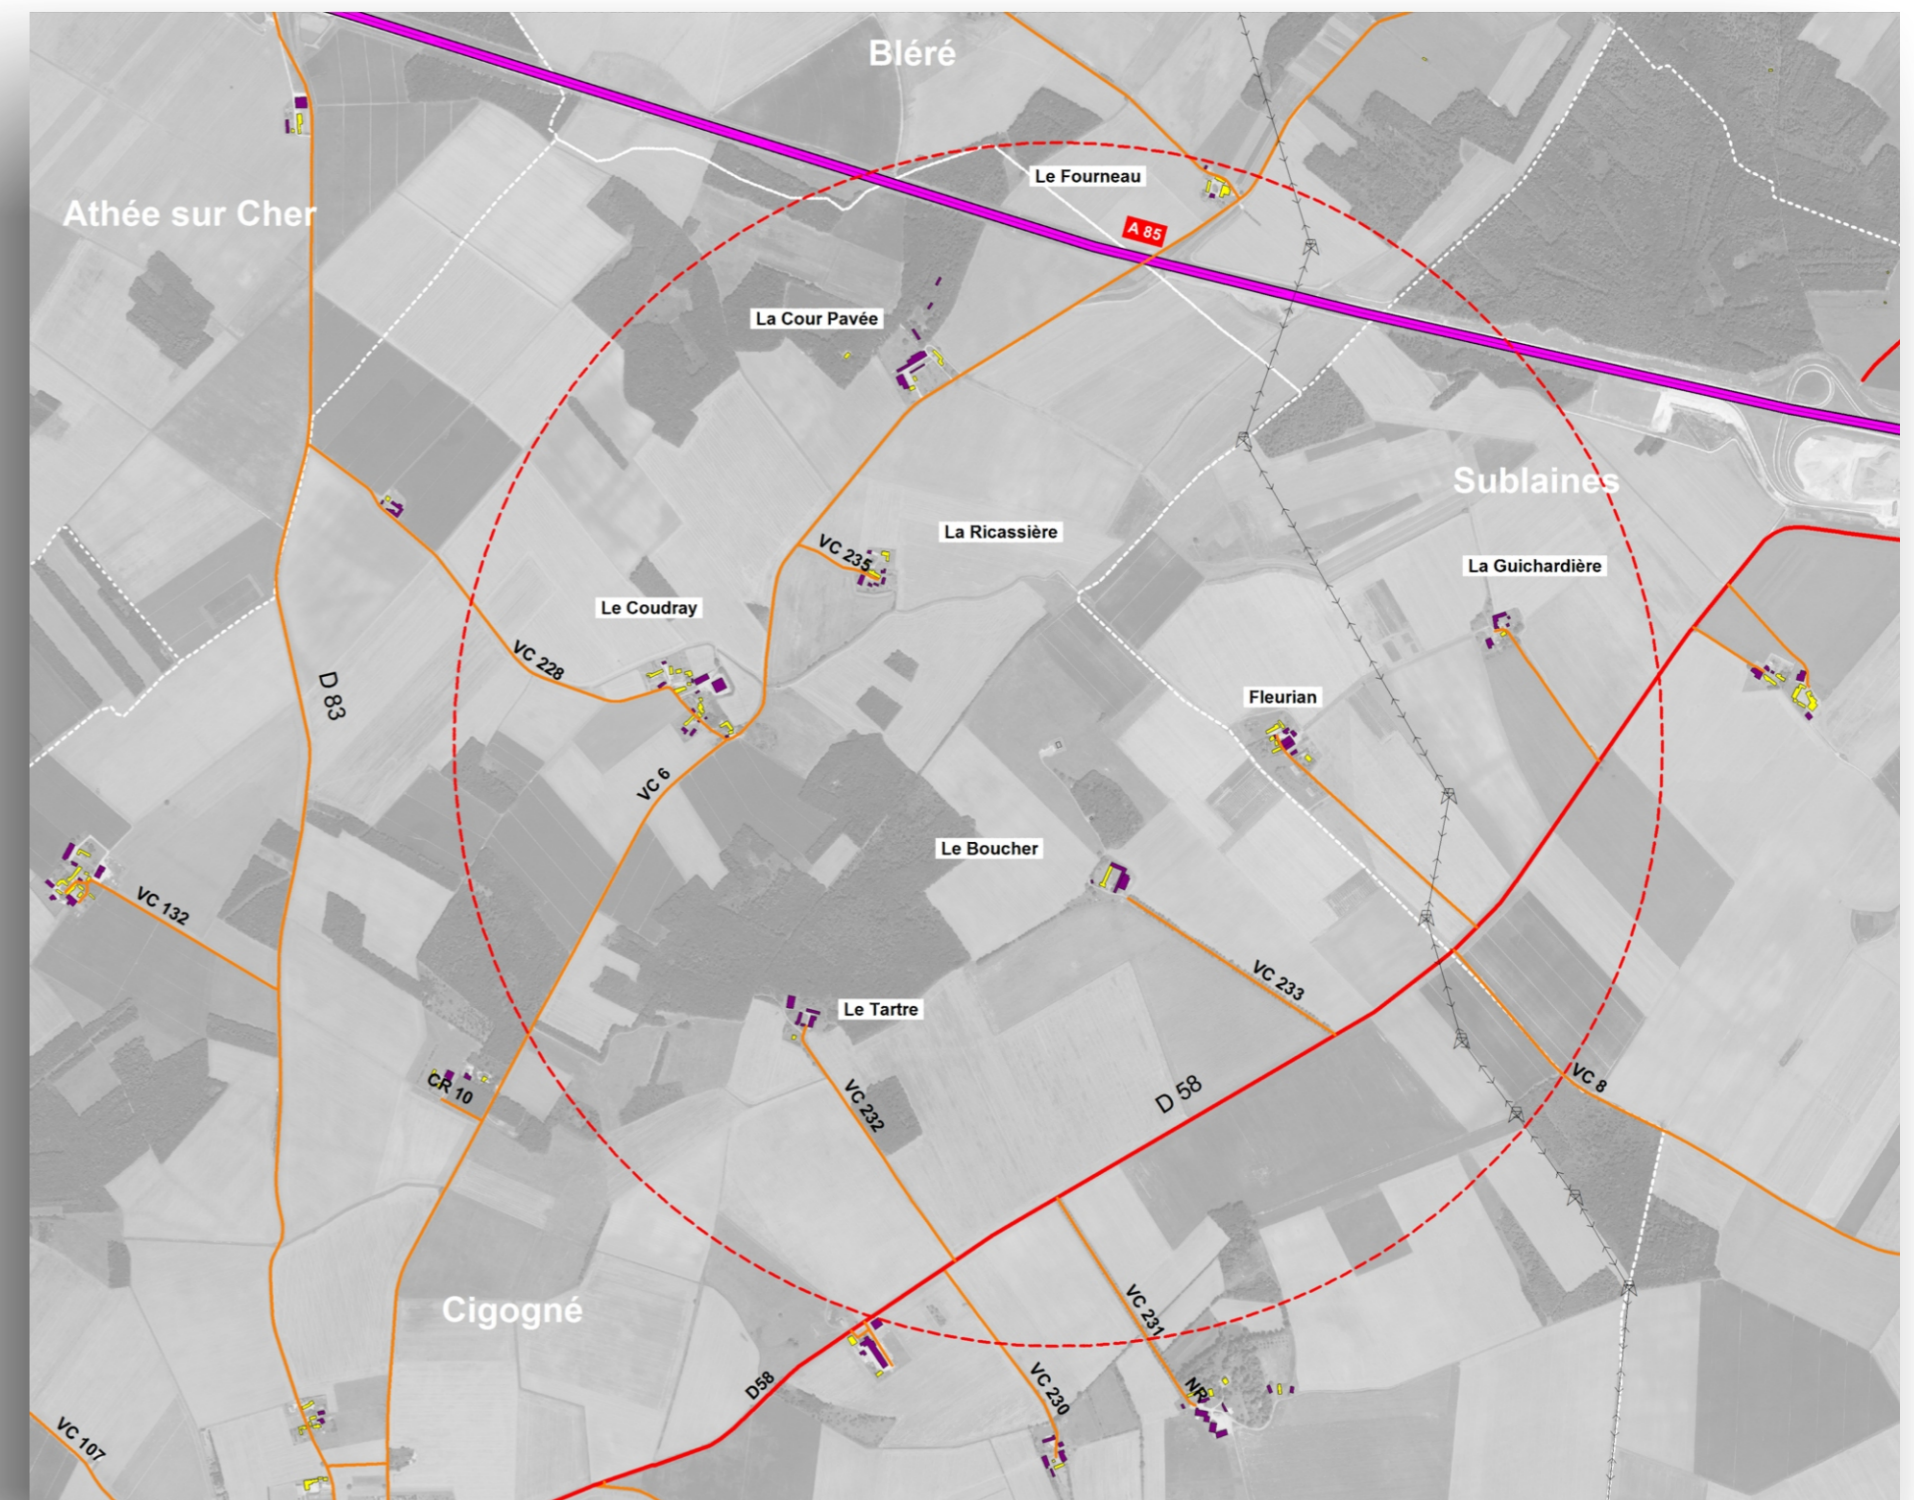 Bléré
Le Fourneau
Athée sur Cher
A 85
La Cour Pavée
Sublaines
La Ricassière
VC 235
La Guichardière
Le Coudray
VC 228
D 83
Fleurian
VC 6
Le Boucher
VC 132
VC 233
Le Tartre
CR 10
VC 232
D 58
VC 8
Cigogné
VC 231
D58
VC 230
NR
VC 107